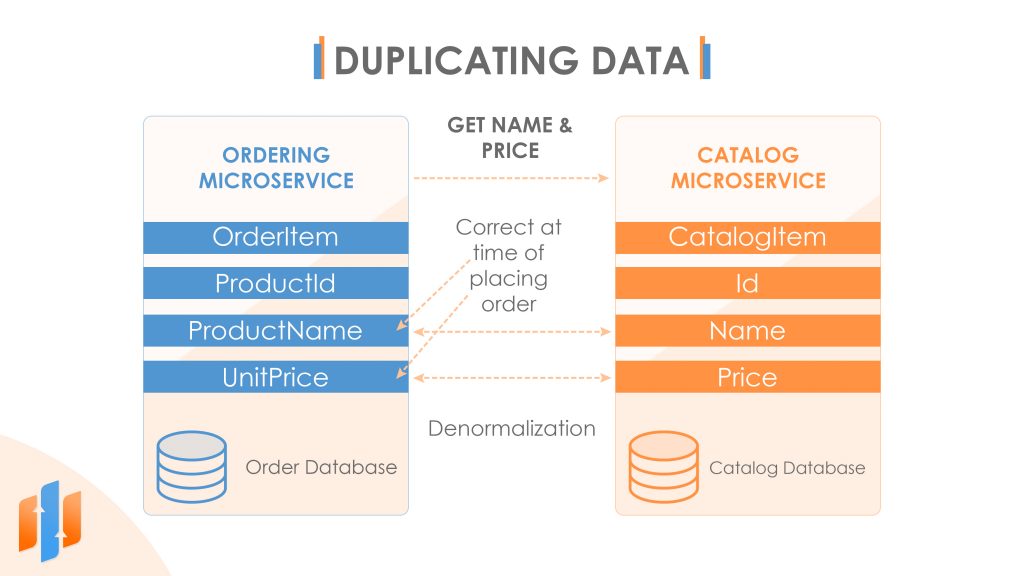 DUPLICATING DATA
ORDERING
MICROSERVICE
OrderItem
ProductId
ProductName
UnitPrice
Order Database
GET NAME &
PRICE
Correct at
time of
placing
order
Denormalization
CATALOG
MICROSERVICE
CatalogItem
Id
Name
Price
Catalog Database